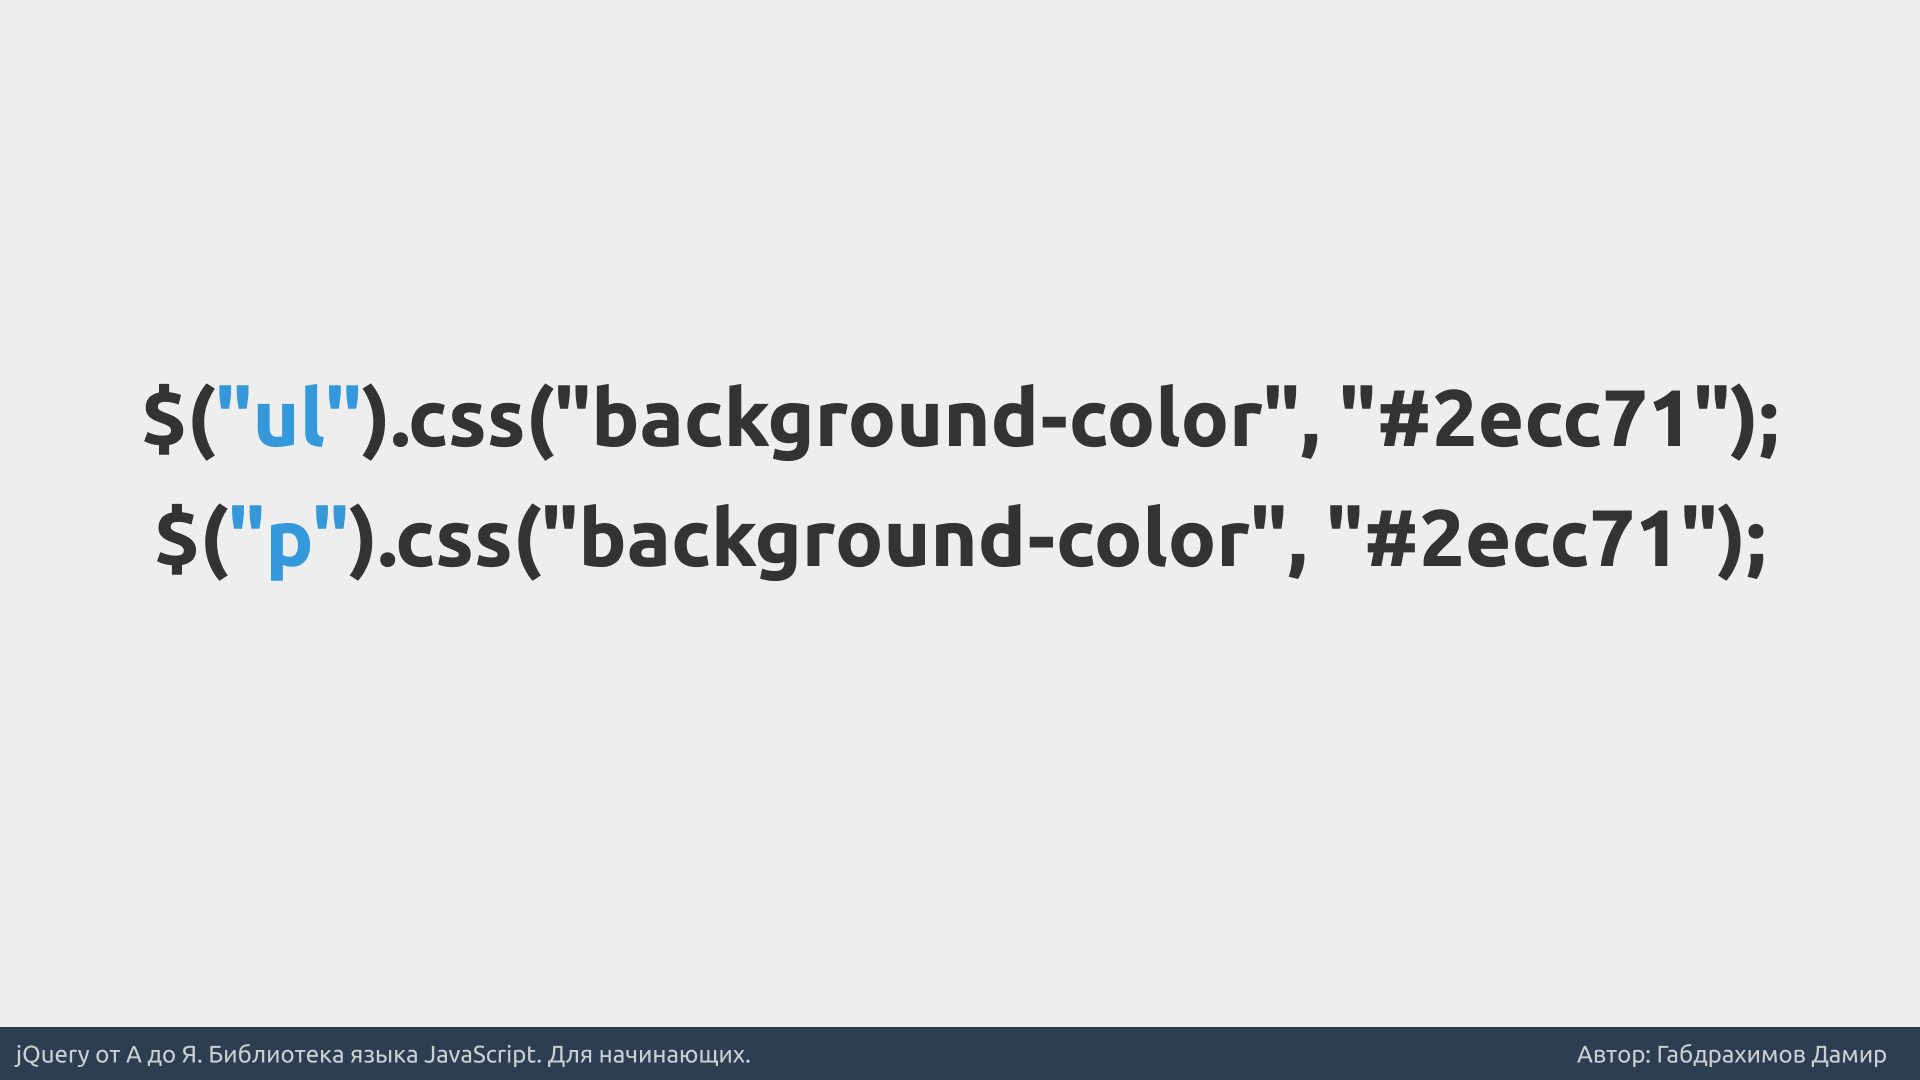 $("ul").css("background-color", "#2ecc71");
$("p").css("background-color", "#2ecc71");
jQuery от А до Я. Библиотека языка JavaScript. Для начинающих.
Автор: Габдрахимов Дамир